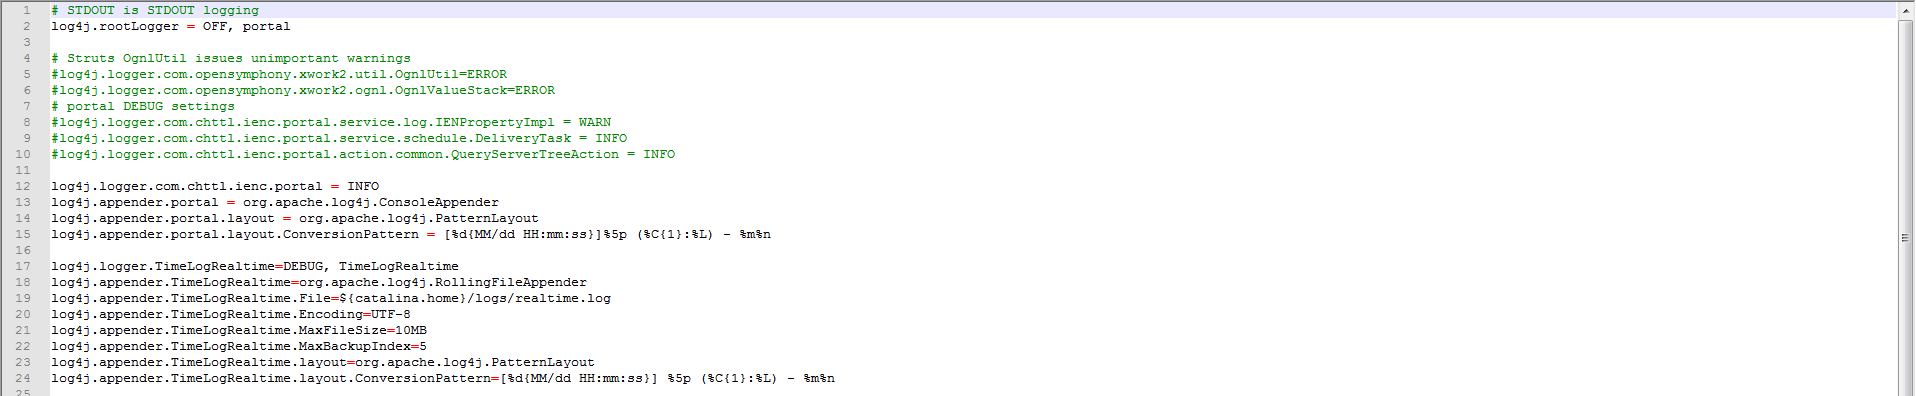 1 # STDOUT is STDOUT logging
2 log4j.rootLogger = OFF, portal
3
4 # Struts OgnlUtil issues unimportant warnings
5 #log4j.logger.com.opensymphony.xwork2.util.OgnlUtil=ERROR
6 #log4j.logger.com.opensymphony.xwork2.ognl.OgnlValueStack=ERROR
7 # portal DEBUG settings
8 #log4j.logger.com.chttl.ienc.portal.service.log.IENPropertyImpl = WARN
9 #log4j.logger.com.chttl.ienc.portal.service.schedule.DeliveryTask = INFO
10 #log4j.logger.com.chttl.ienc.portal.action.common.QueryServerTreeAction = INFO
11
12 log4j.logger.com.chttl.ienc.portal = INFO
13 log4j.appender.portal = org.apache.log4j.ConsoleAppender
14 log4j.appender.portal.layout = org.apache.log4j.PatternLayout
15 log4j.appender.portal.layout.ConversionPattern = [%d{MM/dd HH:mm:ss}]%5p (%C{1}:%L) - %m%n
16
17 log4j.logger.TimeLogRealtime=DEBUG, TimeLogRealtime
18 log4j.appender.TimeLogRealtime=org.apache.log4j.RollingFileAppender
19 log4j.appender.TimeLogRealtime.File=${catalina.home}/logs/realtime.log
20 log4j.appender.TimeLogRealtime.Encoding=UTF-8
21 log4j.appender.TimeLogRealtime.MaxFileSize=10MB
22 log4j.appender.TimeLogRealtime.MaxBackupIndex=5
23 log4j.appender.TimeLogRealtime.layout=org.apache.log4j.PatternLayout
24 log4j.appender.TimeLogRealtime.layout.ConversionPattern=[%d{MM/dd HH:mm:ss}] %5p (%C{1}:%L) - %m%n
25